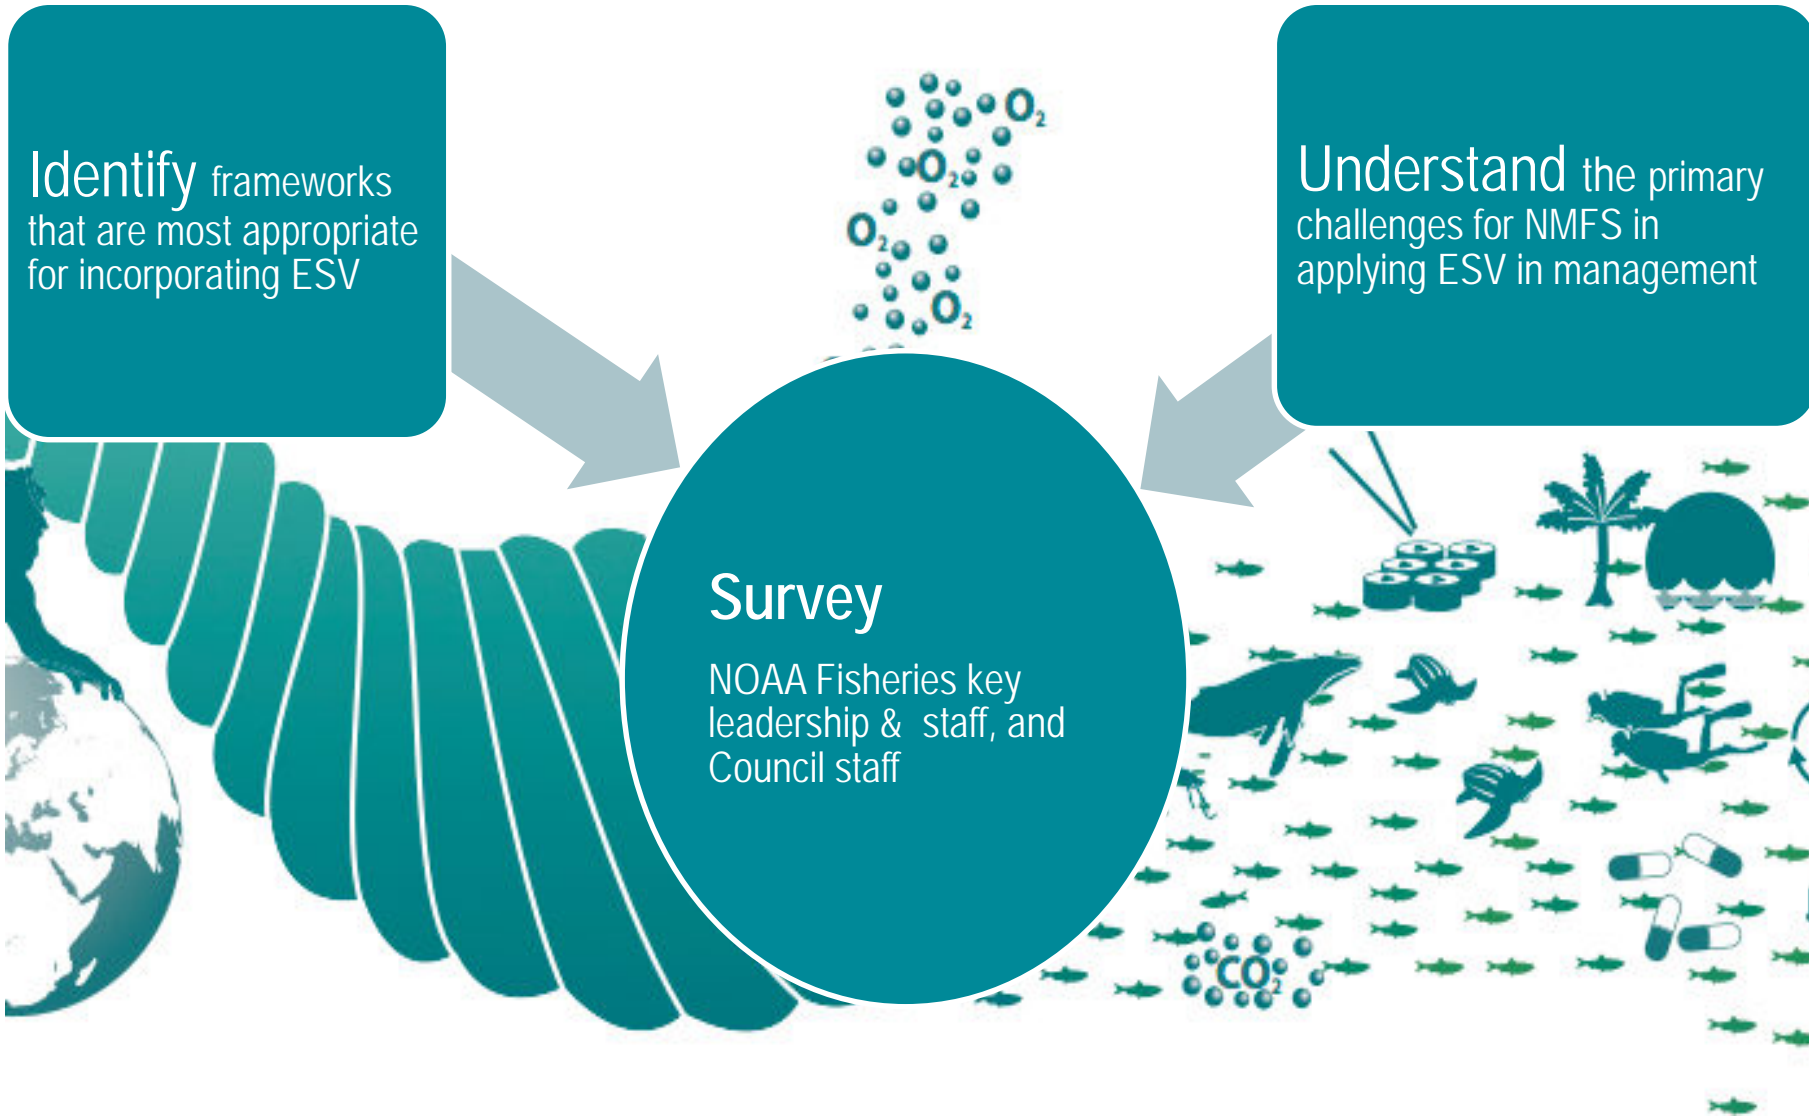 Identify frameworks
that are most appropriate
for incorporating ESV
O2
O2
O2
O2
Understand the primary
challenges for NMFS in
applying ESV in management
Survey
NOAA Fisheries key
leadership & staff, and
Council staff
CO2